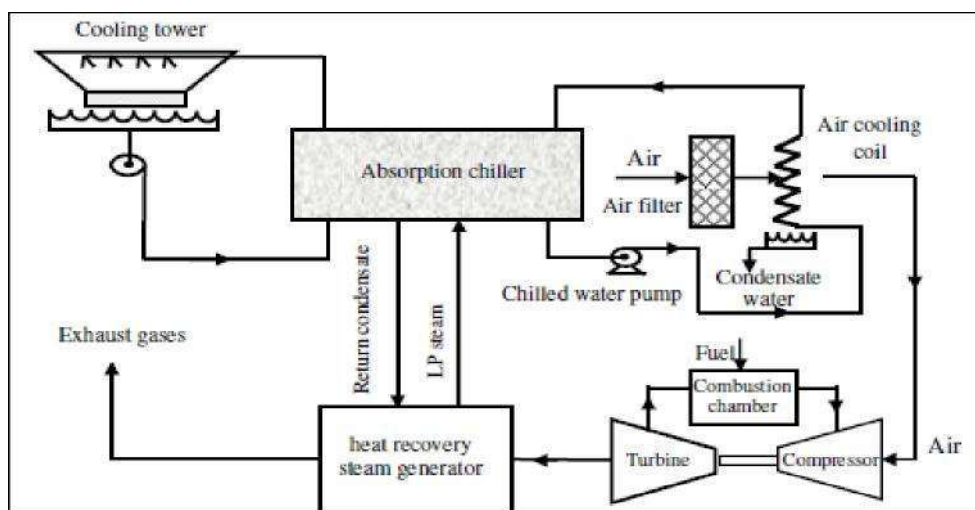 Cooling tower
Absorption chiller
Air
Air filter
Air cooling
coil
Chilled water pump
Condensate
water
Return condensate
LP steam
Exhaust gases
Fuel
Combustion
chamber
heat recovery
steam generator
Turbine
Compressor
Air